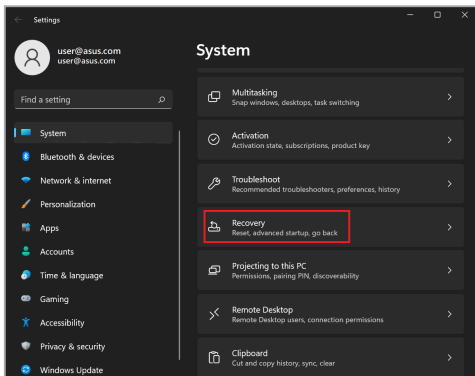 Settings
user@asus.com
user@asus.com
Find a setting
System
Bluetooth & devices
Network & internet
Personalization
Apps
Accounts
Time & language
Gaming
Accessibility
Privacy & security
Windows Update
System
Multitasking
Snap windows, desktops, task switching
Activation
Activation state, subscriptions, product key
Troubleshoot
Recommended troubleshooters, preferences, history
Recovery
Reset, advanced startup, go back
Projecting to this PC
Permissions, pairing PIN, discoverability
Remote Desktop
Remote Desktop users, connection permissions
Clipboard
Cut and copy history, sync, clear